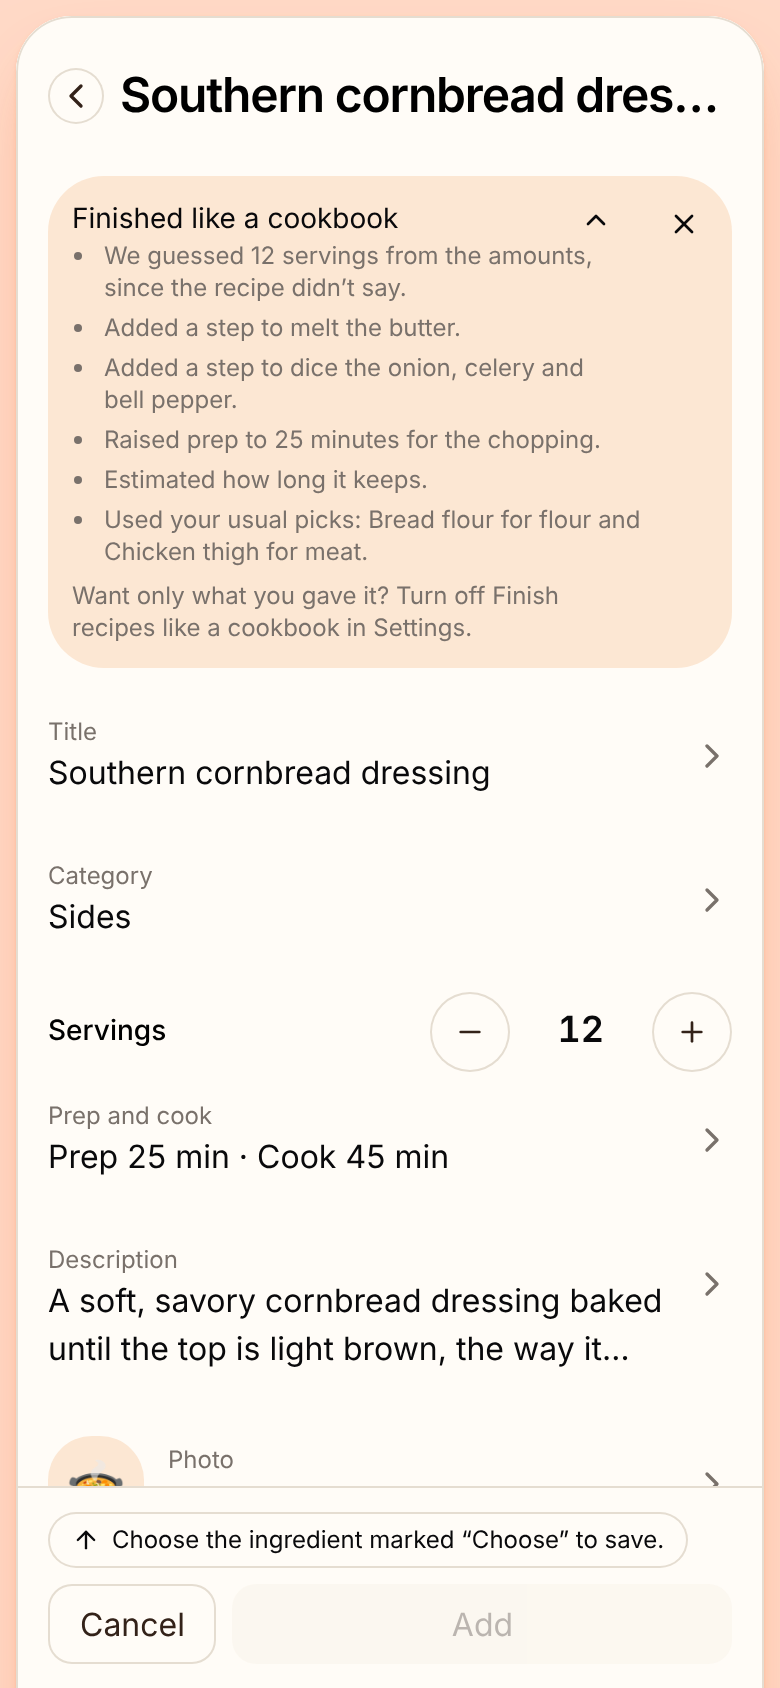 Southern cornbread dres...
Finished like a cookbook
• We guessed 12 servings from the amounts,
since the recipe didn’t say.
• Added a step to melt the butter.
• Added a step to dice the onion, celery and
bell pepper.
• Raised prep to 25 minutes for the chopping.
• Estimated how long it keeps.
• Used your usual picks: Bread flour for flour and
Chicken thigh for meat.
Want only what you gave it? Turn off Finish
recipes like a cookbook in Settings.
Title
Southern cornbread dressing
Category
Sides
Servings
12
Prep and cook
Prep 25 min · Cook 45 min
Description
A soft, savory cornbread dressing baked
until the top is light brown, the way it...
Photo
Choose the ingredient marked “Choose” to save.
Cancel
Add